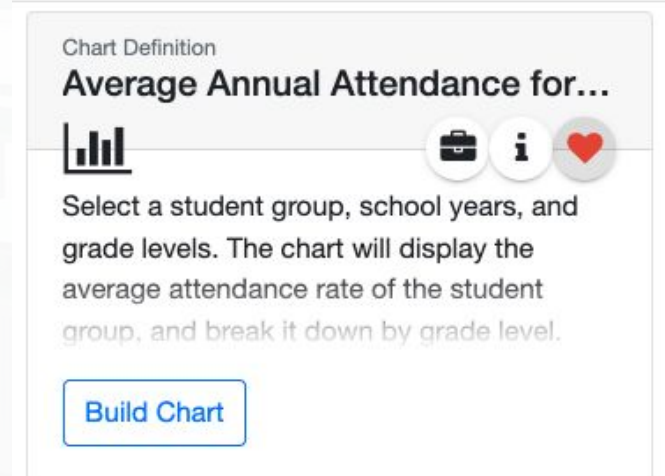 Chart Definition
Average Annual Attendance for...
Select a student group, school years, and
grade levels. The chart will display the
average attendance rate of the student
group, and break it down by grade level.
Build Chart